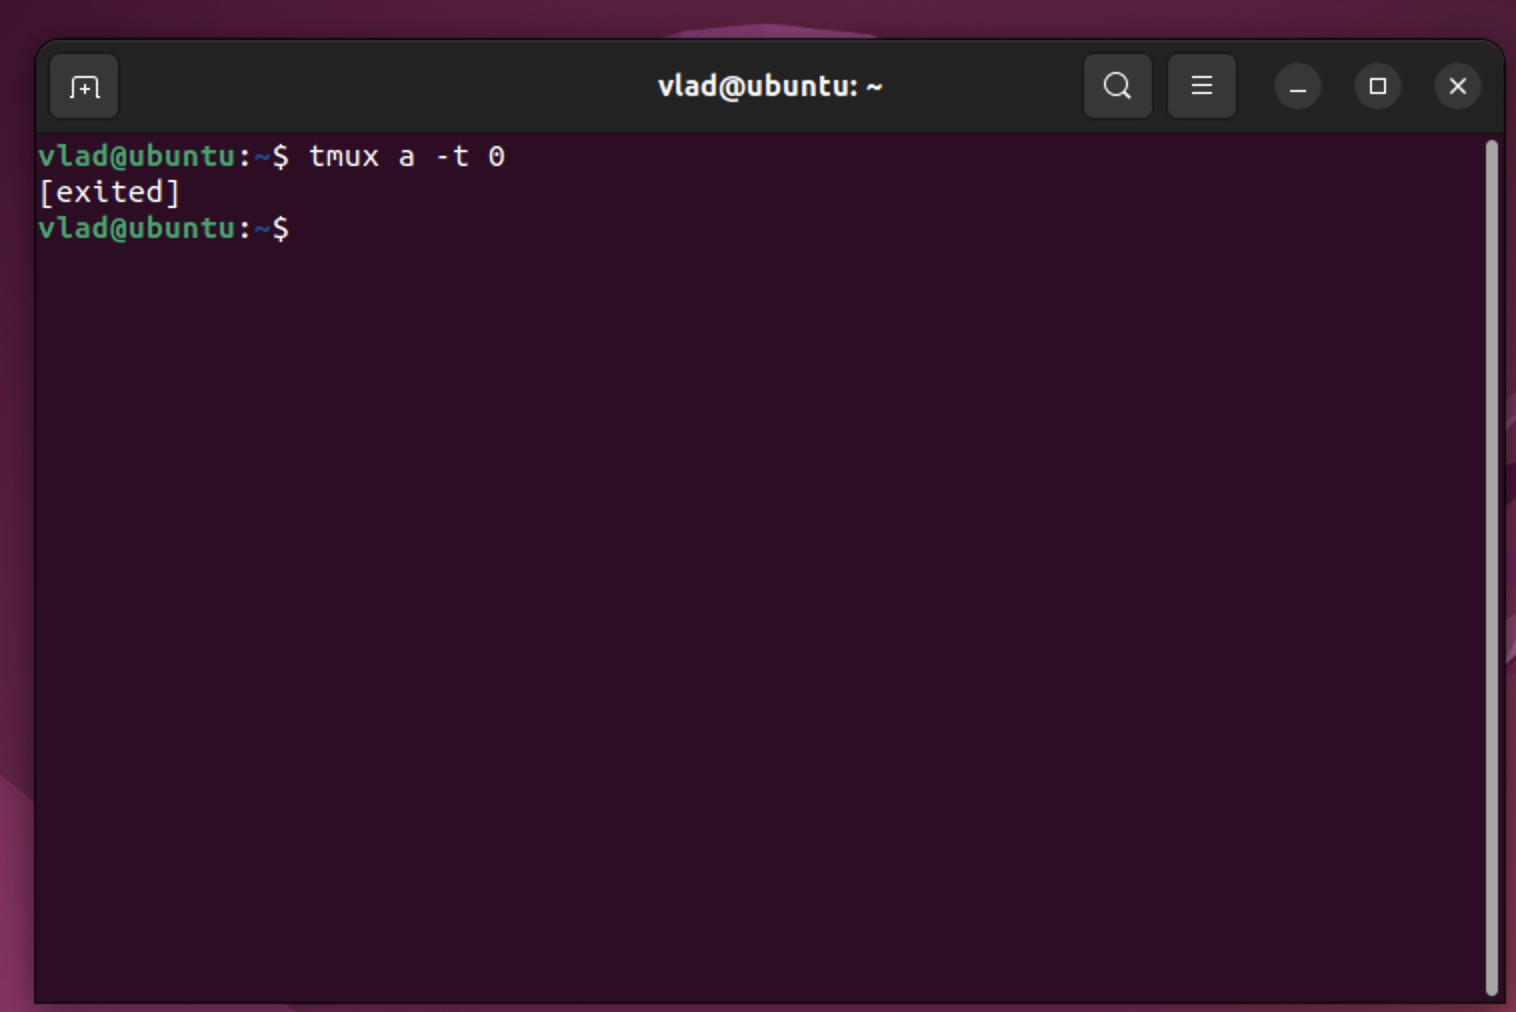 vlad@ubuntu: ~
vlad@ubuntu:~$ tmux a -t 0
[exited]
vlad@ubuntu:~$